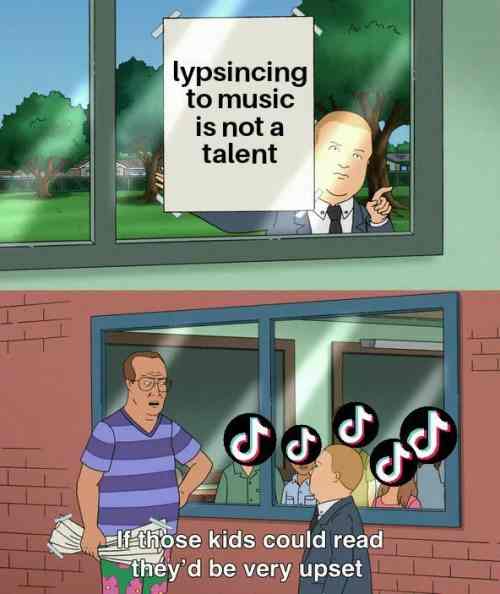 lypsincing
to music
is not a
talent
If those kids could read
they'd be very upset